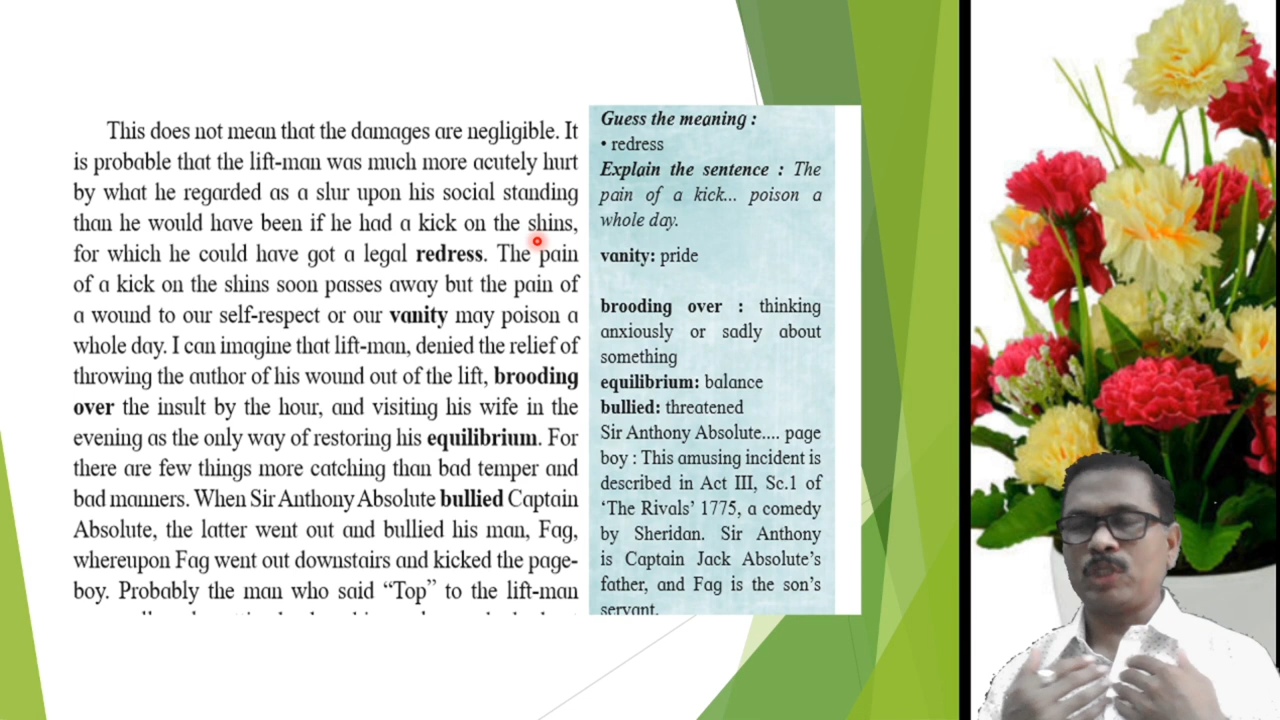 This does not mean that the damages are negligible. It
is probable that the lift-man was much more acutely hurt
by what he regarded as a slur upon his social standing
than he would have been if he had a kick on the shins,
for which he could have got a legal redress. The pain
of a kick on the shins soon passes away but the pain of
a wound to our self-respect or our vanity may poison a
whole day. I can imagine that lift-man, denied the relief of
throwing the author of his wound out of the lift, brooding
over the insult by the hour, and visiting his wife in the
evening as the only way of restoring his equilibrium. For
there are few things more catching than bad temper and
bad manners. When Sir Anthony Absolute bullied Captain
Absolute, the latter went out and bullied his man, Fag,
whereupon Fag went out downstairs and kicked the page-
boy. Probably the man who said “Top” to the lift-man
Guess the meaning :
• redress
Explain the sentence : The
pain of a kick... poison a
whole day.
vanity: pride
brooding over : thinking
anxiously or sadly about
something
equilibrium: balance
bullied: threatened
Sir Anthony Absolute.... page
boy : This amusing incident is
described in Act III, Sc.1 of
‘The Rivals’ 1775, a comedy
by Sheridan. Sir Anthony
is Captain Jack Absolute’s
father, and Fag is the son’s
servant.